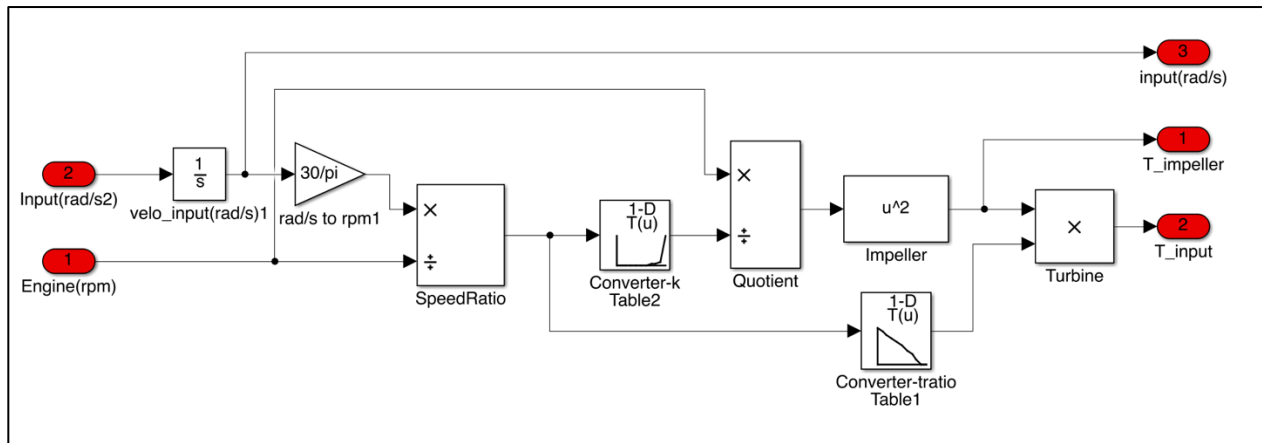 3
input(rad/s)
1
T_impeller
2
Input(rad/s2)
1
s
velo_input(rad/s)1
30/pi
rad/s to rpm1
×
÷
SpeedRatio
1
Engine(rpm)
1-D
T(u)
Converter-k
Table2
×
÷
Quotient
u^2
Impeller
×
Turbine
2
T_input
1-D
T(u)
Converter-tratio
Table1